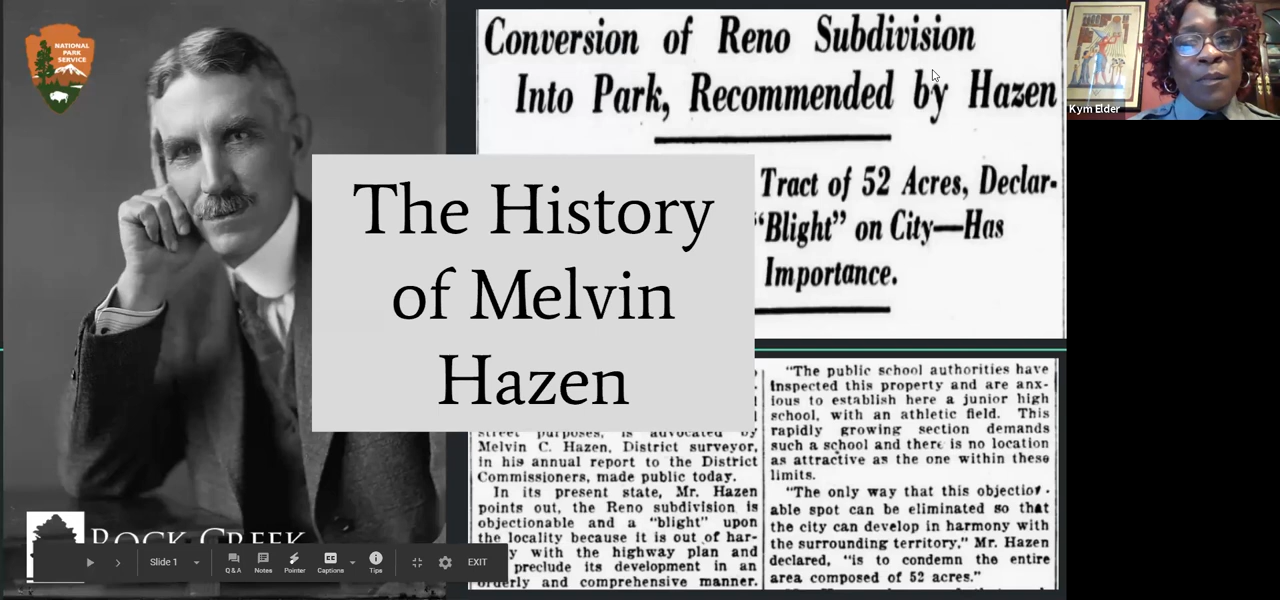 NATIONAL
PARK
SERVICE
Conversion of Reno Subdivision
Into Park, Recommended by Hazen
Tract of 52 Acres, Declar-
"Blight" on City—Has
Importance.
The History
of Melvin
Hazen
street purposes, is advocated by
Melvin C. Hazen, District surveyor,
in his annual report to the District
Commissioners, made public today.
In its present state, Mr. Hazen
points out, the Reno subdivision is
objectionable and a "blight" upon
the locality because it is out of har-
y with the highway plan and
preclude its development in an
orderly and comprehensive manner.
"The public school authorities have
inspected this property and are anx-
ious to establish here a junior high
school, with an athletic field. This
rapidly growing section demands
such a school and there is no location
as attractive as the one within these
limits.
"The only way that this objection-
able spot can be eliminated so that
the city can develop in harmony with
the surrounding territory," Mr. Hazen
declared, "is to condemn the entire
area composed of 52 acres."
ROCK CREEK
Slide 1
Q & A
Notes
Pointer
Captions
Tips
EXIT
Kym Elder